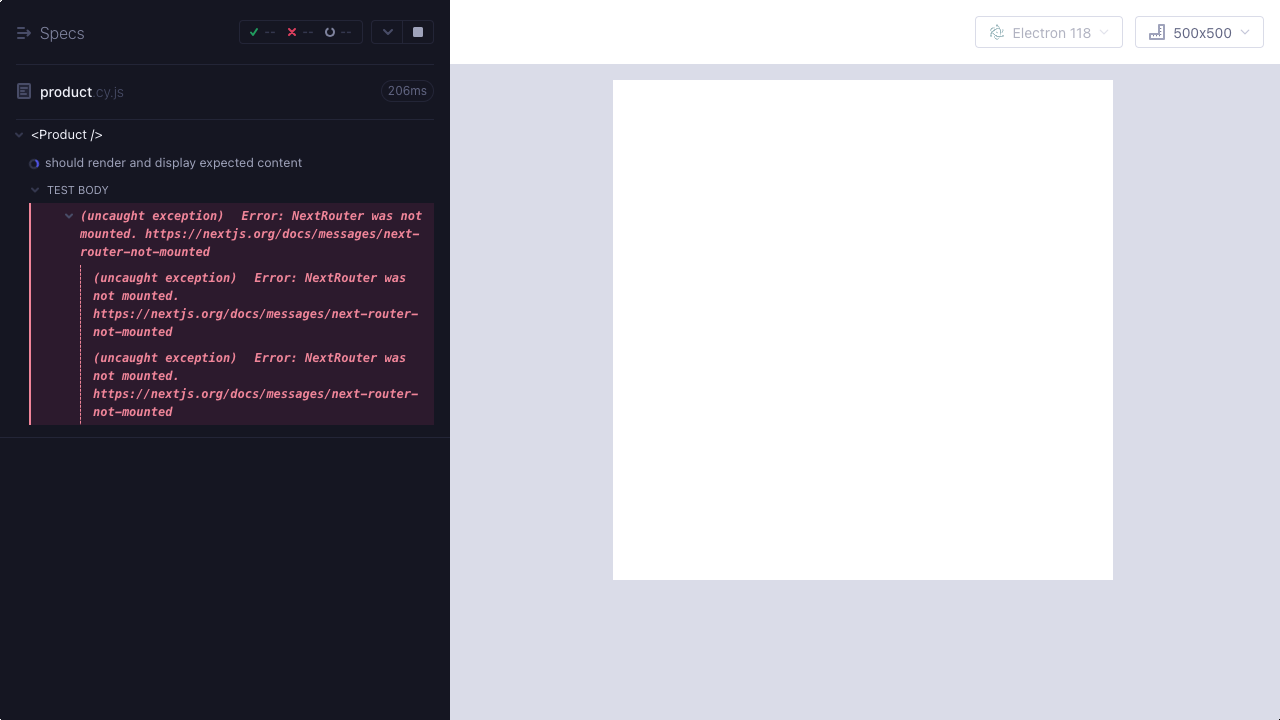 Specs
-- -- --
Electron 118
500x500
product.cy.js
206ms
<Product />
should render and display expected content
TEST BODY
(uncaught exception) Error: NextRouter was not
mounted. https://nextjs.org/docs/messages/next-
router-not-mounted
(uncaught exception) Error: NextRouter was
not mounted.
https://nextjs.org/docs/messages/next-router-
not-mounted
(uncaught exception) Error: NextRouter was
not mounted.
https://nextjs.org/docs/messages/next-router-
not-mounted